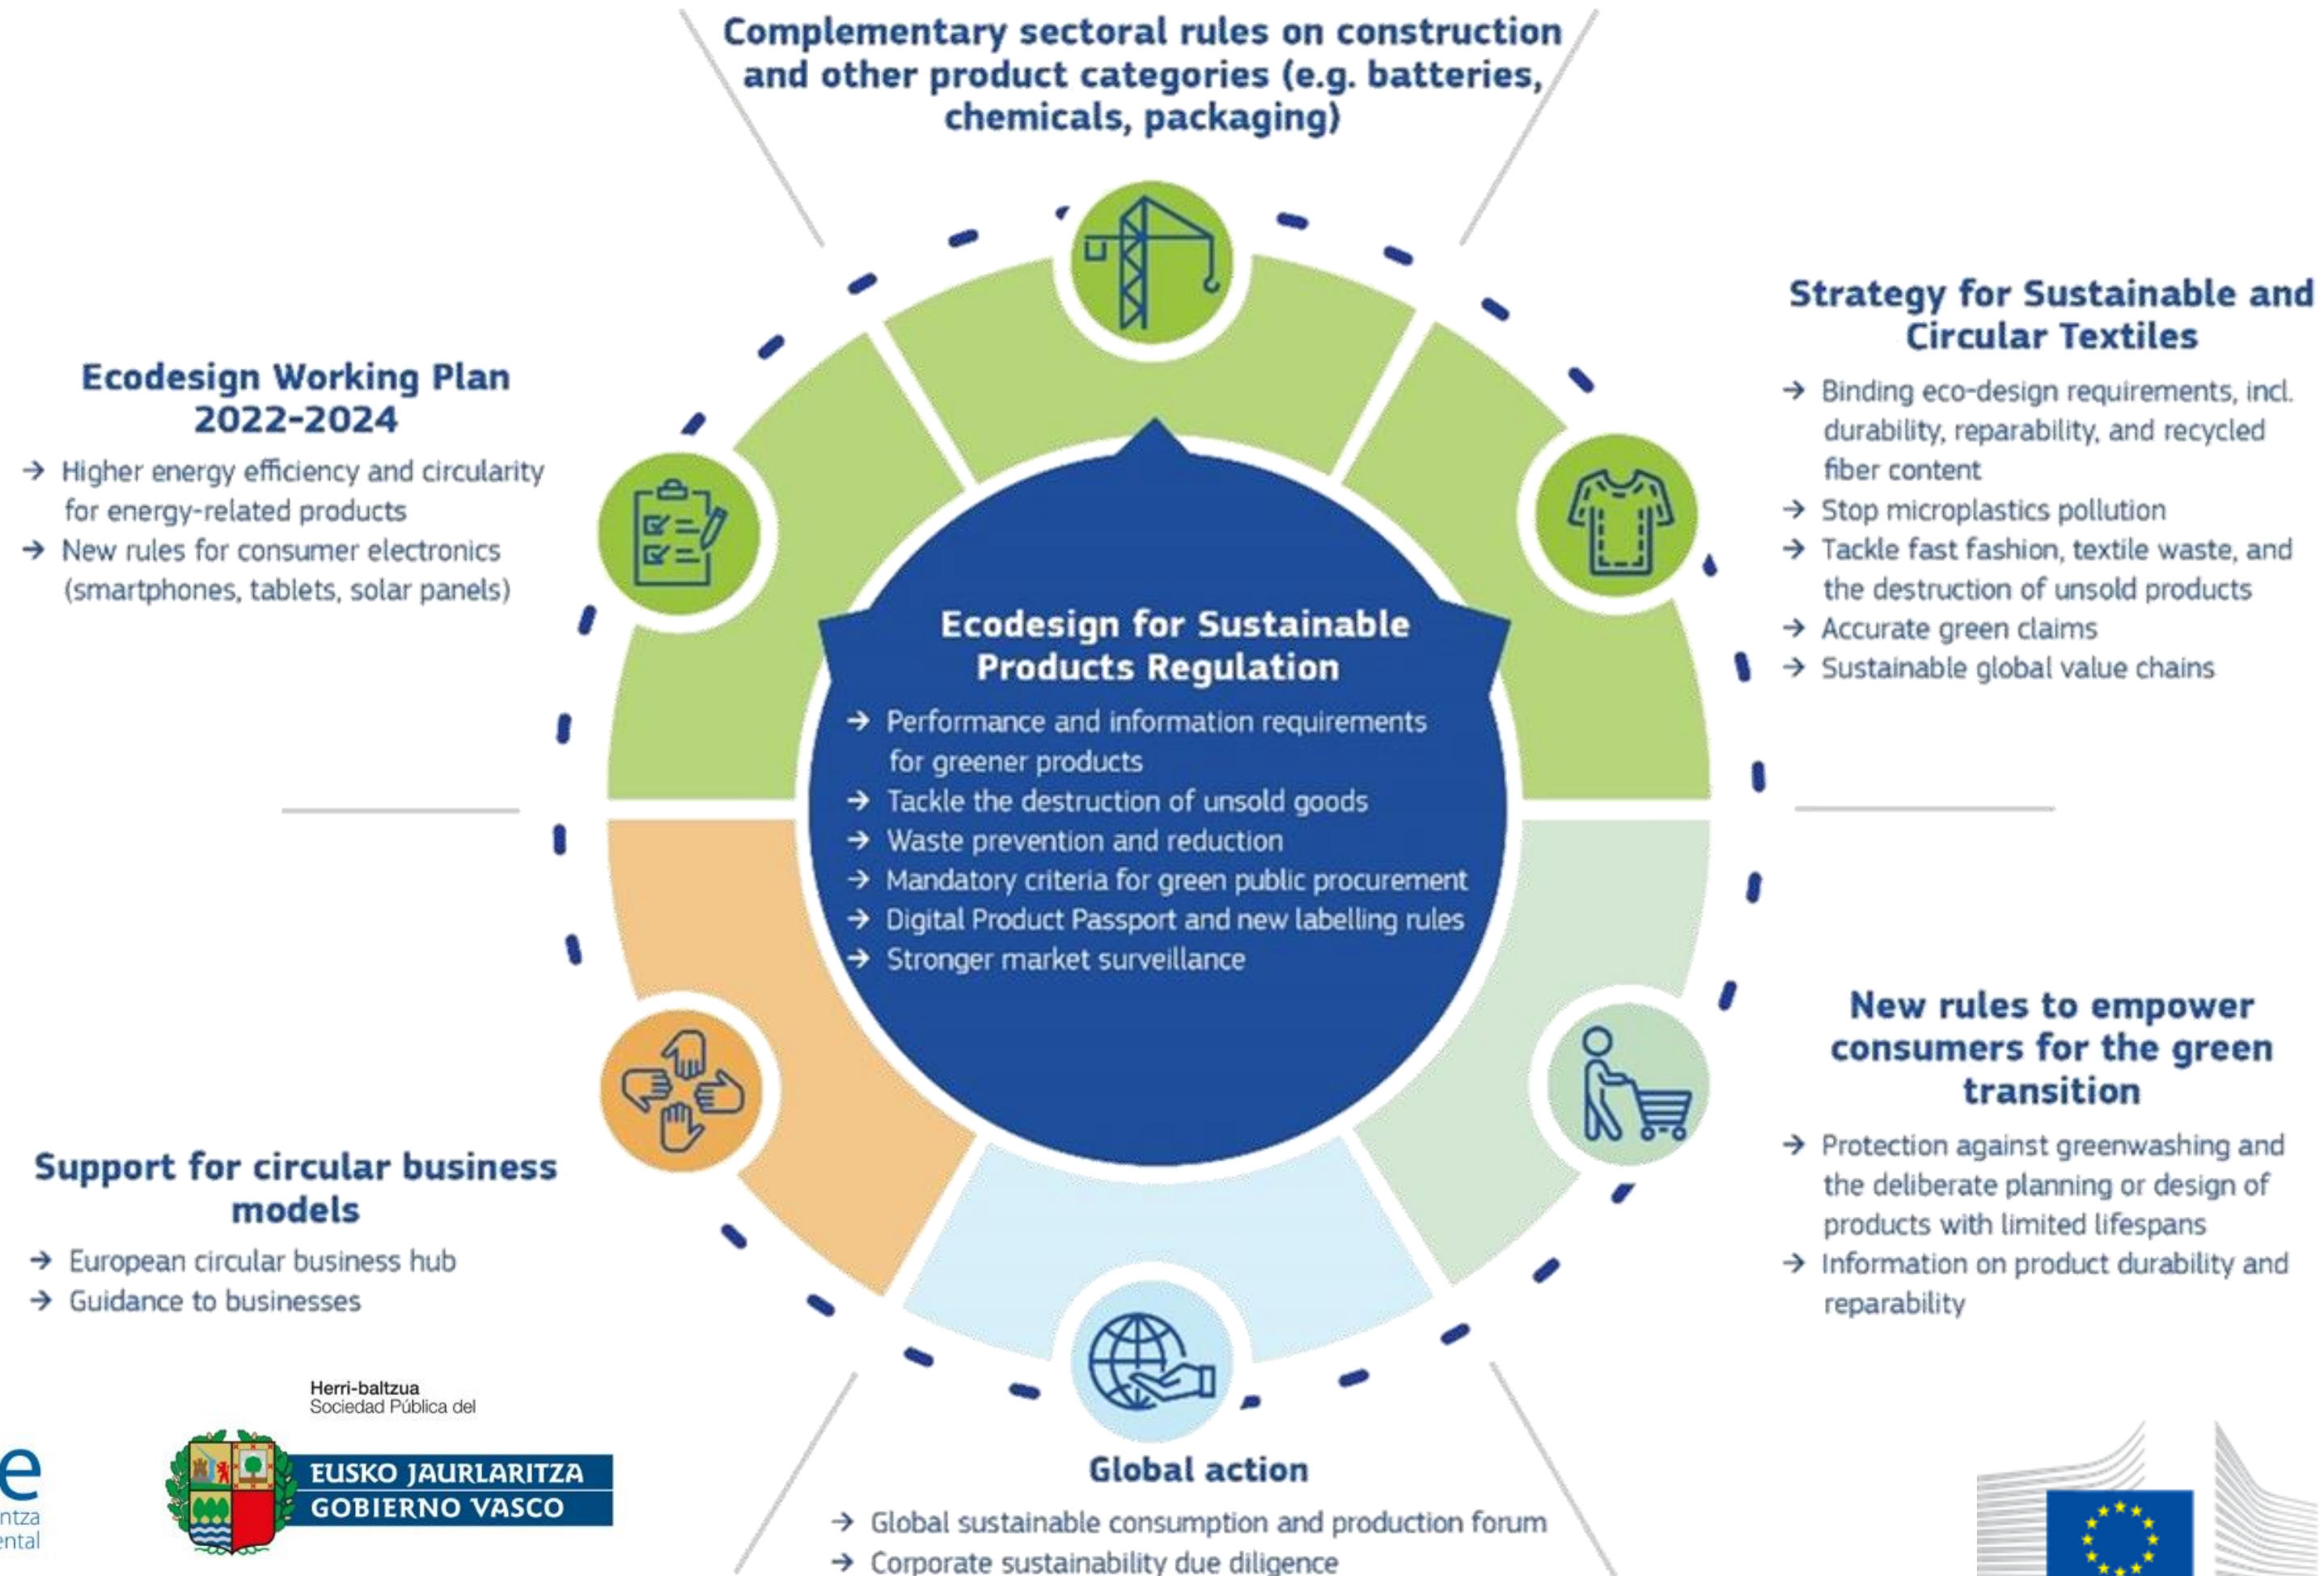 Complementary sectoral rules on construction
and other product categories (e.g. batteries,
chemicals, packaging)
Ecodesign Working Plan
2022-2024
→ Higher energy efficiency and circularity
for energy-related products
→ New rules for consumer electronics
(smartphones, tablets, solar panels)
Strategy for Sustainable and
Circular Textiles
→ Binding eco-design requirements, incl.
durability, reparability, and recycled
fiber content
→ Stop microplastics pollution
→ Tackle fast fashion, textile waste, and
the destruction of unsold products
→ Accurate green claims
→ Sustainable global value chains
Ecodesign for Sustainable
Products Regulation
→ Performance and information requirements
for greener products
→ Tackle the destruction of unsold goods
→ Waste prevention and reduction
→ Mandatory criteria for green public procurement
→ Digital Product Passport and new labelling rules
→ Stronger market surveillance
New rules to empower
consumers for the green
transition
→ Protection against greenwashing and
the deliberate planning or design of
products with limited lifespans
→ Information on product durability and
reparability
Support for circular business
models
→ European circular business hub
→ Guidance to businesses
Global action
→ Global sustainable consumption and production forum
→ Corporate sustainability due diligence
e
ntza
ental
Herri-baltzua
Sociedad Pública del
EUSKO JAURLARITZA
GOBIERNO VASCO